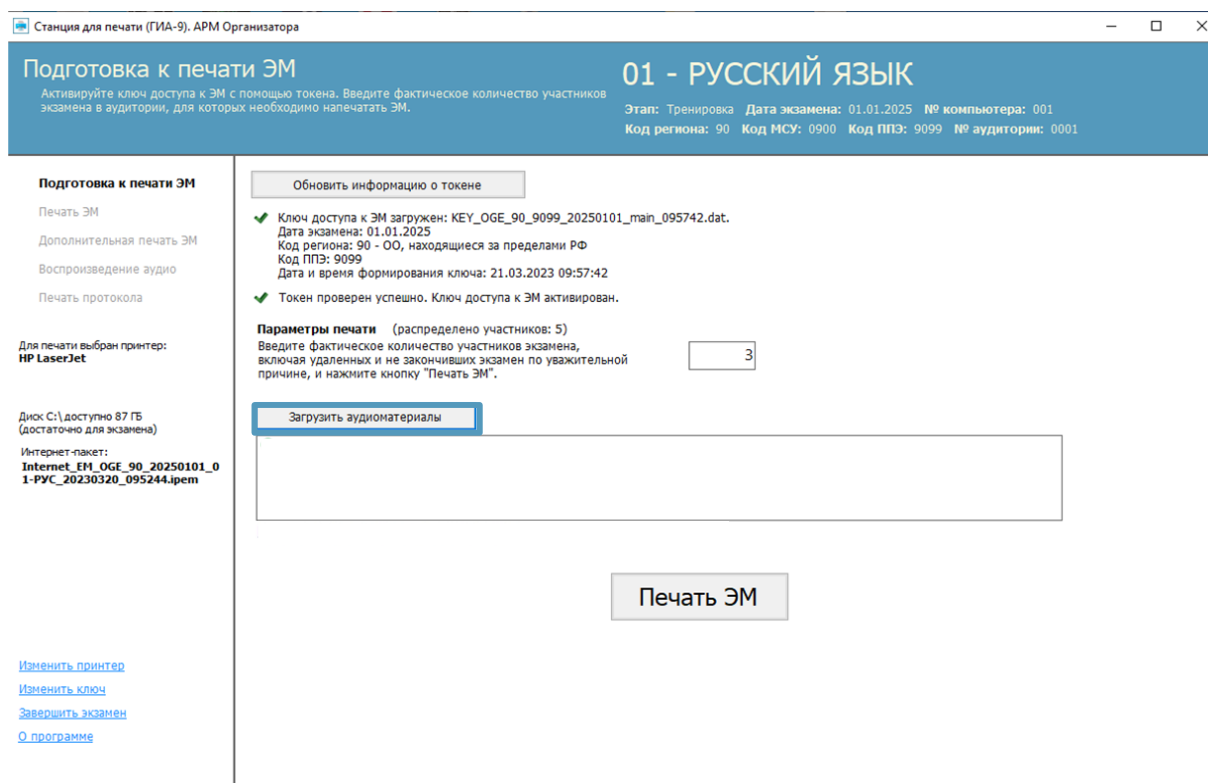 Станция для печати (ГИА-9). АРМ Организатора
Подготовка к печати ЭМ
Активируйте ключ доступа к ЭМ с помощью токена. Введите фактическое количество участников
экзамена в аудитории, для которых необходимо напечатать ЭМ.
01 - РУССКИЙ ЯЗЫК
Этап: Тренировка Дата экзамена: 01.01.2025 № компьютера: 001
Код региона: 90 Код МСУ: 0900 Код ППЭ: 9099 № аудитории: 0001
Подготовка к печати ЭМ
Печать ЭМ
Дополнительная печать ЭМ
Воспроизведение аудио
Печать протокола
Для печати выбран принтер:
HP LaserJet
Диск C:\ доступно 87 ГБ
(достаточно для экзамена)
Интернет-пакет:
Internet_EM_OGE_90_20250101_0
1-РУС_20230320_095244.ipem
Изменить принтер
Изменить ключ
Завершить экзамен
О программе
Обновить информацию о токене
Ключ доступа к ЭМ загружен: KEY_OGE_90_9099_20250101_main_095742.dat.
Дата экзамена: 01.01.2025
Код региона: 90 - ОО, находящиеся за пределами РФ
Код ППЭ: 9099
Дата и время формирования ключа: 21.03.2023 09:57:42
Токен проверен успешно. Ключ доступа к ЭМ активирован.
Параметры печати (распределено участников: 5)
Введите фактическое количество участников экзамена,
включая удаленных и не закончивших экзамен по уважительной
причине, и нажмите кнопку "Печать ЭМ".
3
Загрузить аудиоматериалы
Печать ЭМ